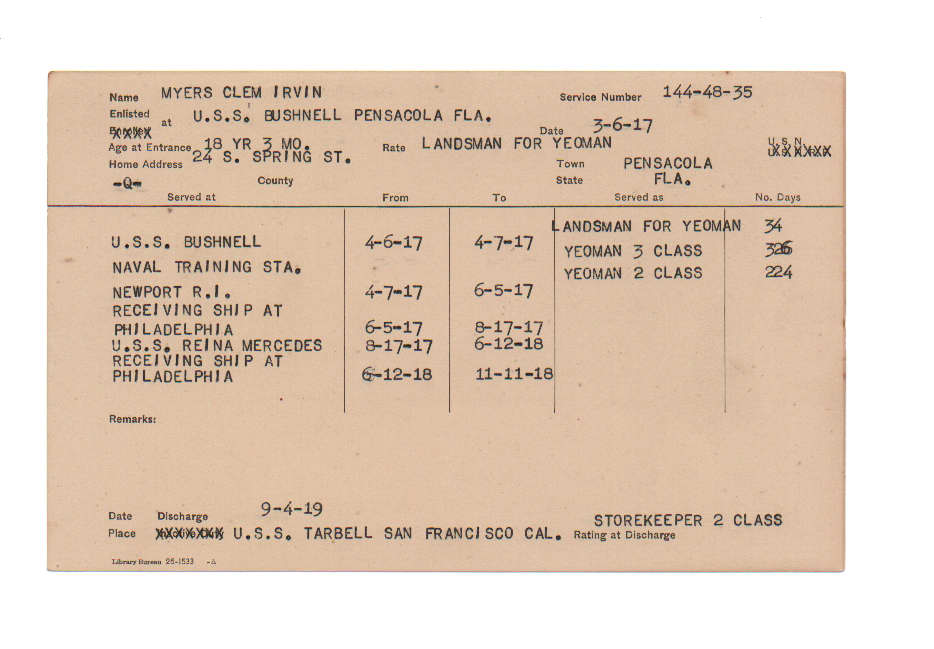 Name MYERS CLEM IRVIN Service Number 144-48-35
Enlisted at U.S.S. BUSHNELL PENSACOLA FLA. Date 3-6-17
Age at Entrance 18 YR 3 MO. Rate LANDSMAN FOR YEOMAN U.S.N.
Home Address 24 S. SPRING ST. Town PENSACOLA
-Q- County State FLA.
Served at From To Served as No. Days
LANDSMAN FOR YEOMAN 34
U.S.S. BUSHNELL 4-6-17 4-7-17 YEOMAN 3 CLASS 326
NAVAL TRAINING STA. YEOMAN 2 CLASS 224
NEWPORT R.I. 4-7-17 6-5-17
RECEIVING SHIP AT
PHILADELPHIA 6-5-17 8-17-17
U.S.S. REINA MERCEDES 8-17-17 6-12-18
RECEIVING SHIP AT
PHILADELPHIA 6-12-18 11-11-18
Remarks:
Date Discharge 9-4-19
Place U.S.S. TARBELL SAN FRANCISCO CAL. Rating at Discharge STOREKEEPER 2 CLASS
Library Bureau 25-1533 -A